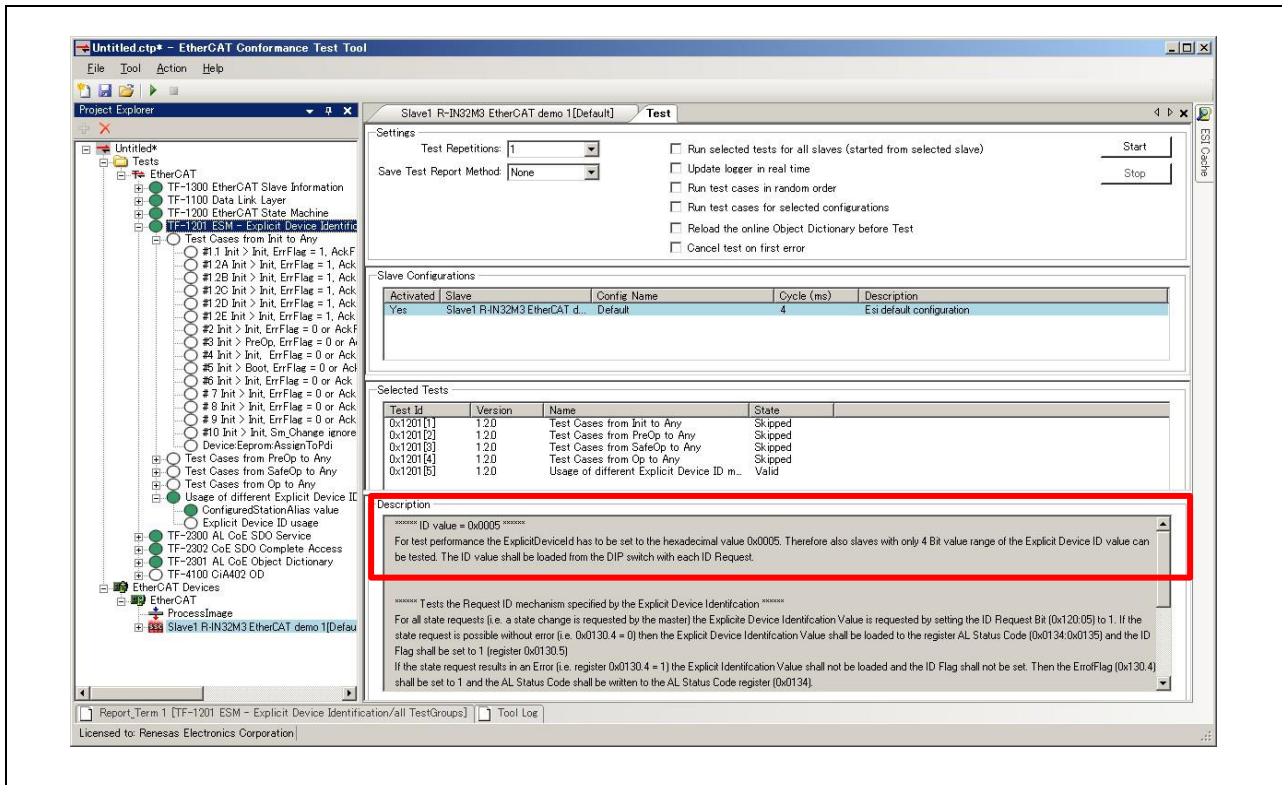 Untitled.ctp* - EtherCAT Conformance Test Tool
File Tool Action Help
Project Explorer
Untitled*
Tests
EtherCAT
TF-1300 EtherCAT Slave Information
TF-1100 Data Link Layer
TF-1200 EtherCAT State Machine
TF-1201 ESM - Explicit Device Identific
Test Cases from Init to Any
#1.1 Init > Init, ErrFlag = 1, AckF
#1.2A Init > Init, ErrFlag = 1, Ack
#1.2B Init > Init, ErrFlag = 1, Ack
#1.2C Init > Init, ErrFlag = 1, Ack
#1.2D Init > Init, ErrFlag = 1, Ack
#1.2E Init > Init, ErrFlag = 1, Ack
#2 Init > Init, ErrFlag = 0 or AckF
#3 Init > PreOp, ErrFlag = 0 or A
#4 Init > Init, ErrFlag = 0 or Ack
#5 Init > Boot, ErrFlag = 0 or Ack
#6 Init > Init, ErrFlag = 0 or Ack
# 7 Init > Init, ErrFlag = 0 or Ack
# 8 Init > Init, ErrFlag = 0 or Ack
# 9 Init > Init, ErrFlag = 0 or Ack
#10 Init > Init, Sm_Change ignore
Device:Eeprom:AssignToPdi
Test Cases from PreOp to Any
Test Cases from SafeOp to Any
Test Cases from Op to Any
Usage of different Explicit Device ID
ConfiguredStationAlias value
Explicit Device ID usage
TF-2300 AL CoE SDO Service
TF-2302 CoE SDO Complete Access
TF-2301 AL CoE Object Dictionary
TF-4100 CiA402 OD
EtherCAT Devices
EtherCAT
ProcessImage
Slave1 R-IN32M3 EtherCAT demo 1[Defau
Slave1 R-IN32M3 EtherCAT demo 1[Default] Test
ESI Cache
Settings
Test Repetitions: 1
Save Test Report Method: None
Run selected tests for all slaves (started from selected slave)
Update logger in real time
Run test cases in random order
Run test cases for selected configurations
Reload the online Object Dictionary before Test
Cancel test on first error
Start
Stop
Slave Configurations
Activated Slave Config Name Cycle (ms) Description
Yes Slave1 R-IN32M3 EtherCAT d... Default 4 Esi default configuration
Selected Tests
Test Id Version Name State
0x1201[1] 1.2.0 Test Cases from Init to Any Skipped
0x1201[2] 1.2.0 Test Cases from PreOp to Any Skipped
0x1201[3] 1.2.0 Test Cases from SafeOp to Any Skipped
0x1201[4] 1.2.0 Test Cases from Op to Any Skipped
0x1201[5] 1.2.0 Usage of different Explicit Device ID m... Valid
Description
****** ID value = 0x0005 ******
For test performance the ExplicitDeviceId has to be set to the hexadecimal value 0x0005. Therefore also slaves with only 4 Bit value range of the Explicit Device ID value can
be tested. The ID value shall be loaded from the DIP switch with each ID Request.
****** Tests the Request ID mechanism specified by the Explicit Device Identifcation ******
For all state requests (i.e. a state change is requested by the master) the Explicite Device Identifcation Value is requested by setting the ID Request Bit (0x120:05) to 1. If the
state request is possible without error (i.e. 0x0130.4 = 0) then the Explicit Device Identifcation Value shall be loaded to the register AL Status Code (0x0134:0x0135) and the ID
Flag shall be set to 1 (register 0x0130.5)
If the state request results in an Error (i.e. register 0x0130.4 = 1) the Explicit Identifcation Value shall not be loaded and the ID Flag shall not be set. Then the ErrofFlag (0x130.4)
shall be set to 1 and the AL Status Code shall be written to the AL Status Code register (0x0134).
Report_Term 1 [TF-1201 ESM - Explicit Device Identification/all TestGroups] Tool Log
Licensed to: Renesas Electronics Corporation